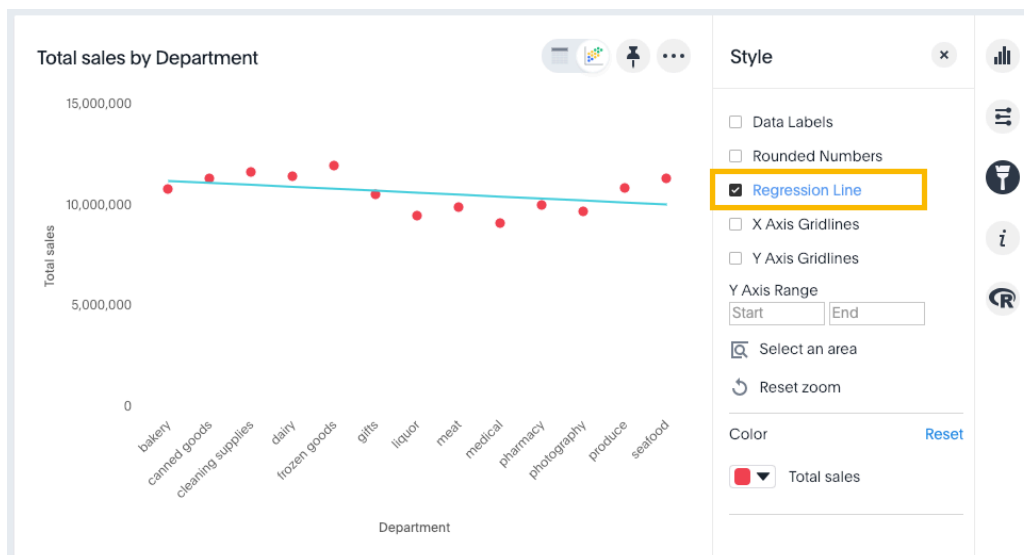 Total sales by Department
15,000,000
10,000,000
5,000,000
0
Total sales
bakery
canned goods
cleaning supplies
dairy
frozen goods
gifts
liquor
meat
medical
pharmacy
photography
produce
seafood
Department
Style
Data Labels
Rounded Numbers
Regression Line
X Axis Gridlines
Y Axis Gridlines
Y Axis Range
Start End
Select an area
Reset zoom
Color Reset
Total sales
i
R